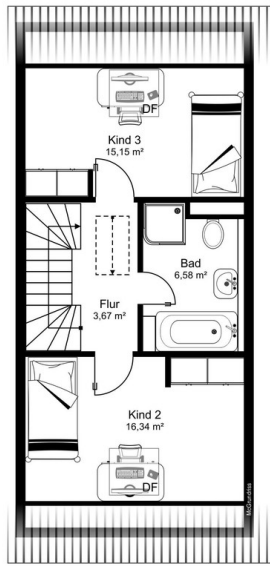 DF
Kind 3
15,15 m²
Bad
6,58 m²
Flur
3,67 m²
Kind 2
16,34 m²
DF
McGrundriss